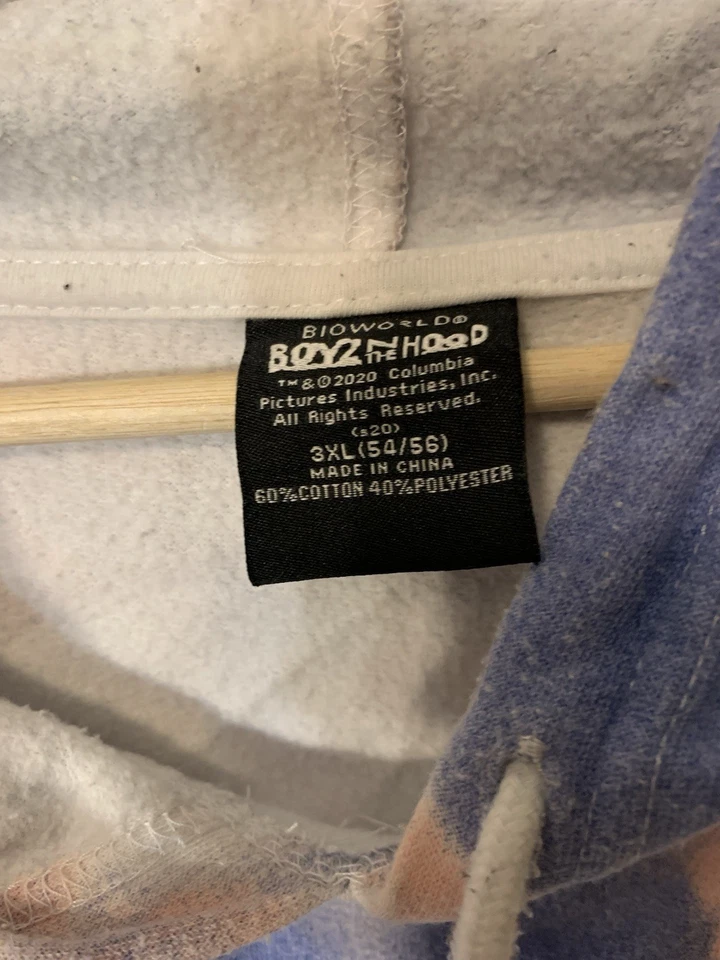 BIOWORLD®
BOYZ N THE HOOD
™ & © 2020 Columbia
Pictures Industries, Inc.
All Rights Reserved.
(s20)
3XL(54/56)
MADE IN CHINA
60%COTTON 40%POLYESTER